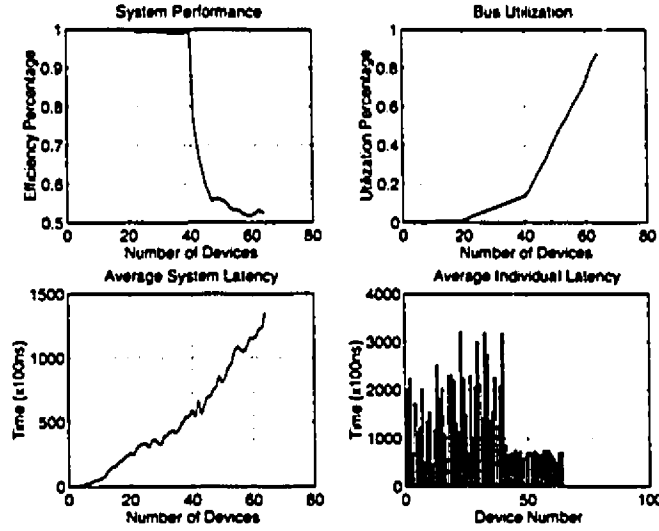 System Performance
Efficiency Percentage
1
0.9
0.8
0.7
0.6
0.5
0 20 40 60 80
Number of Devices
Bus Utilization
Utilization Percentage
1
0.8
0.6
0.4
0.2
0
0 20 40 60 80
Number of Devices
Average System Latency
Time (x100ns)
1500
1000
500
0
0 20 40 60 80
Number of Devices
Average Individual Latency
Time (x100ns)
4000
3000
2000
1000
0
0 50 100
Device Number